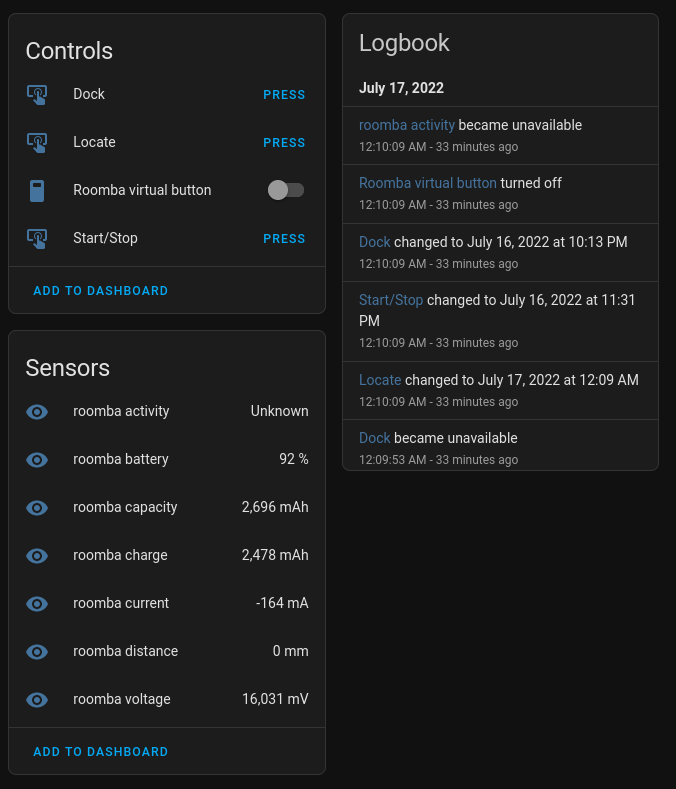 Controls
Dock PRESS
Locate PRESS
Roomba virtual button
Start/Stop PRESS
ADD TO DASHBOARD
Sensors
roomba activity Unknown
roomba battery 92 %
roomba capacity 2,696 mAh
roomba charge 2,478 mAh
roomba current -164 mA
roomba distance 0 mm
roomba voltage 16,031 mV
ADD TO DASHBOARD
Logbook
July 17, 2022
roomba activity became unavailable
12:10:09 AM - 33 minutes ago
Roomba virtual button turned off
12:10:09 AM - 33 minutes ago
Dock changed to July 16, 2022 at 10:13 PM
12:10:09 AM - 33 minutes ago
Start/Stop changed to July 16, 2022 at 11:31
PM
12:10:09 AM - 33 minutes ago
Locate changed to July 17, 2022 at 12:09 AM
12:10:09 AM - 33 minutes ago
Dock became unavailable
12:09:53 AM - 33 minutes ago